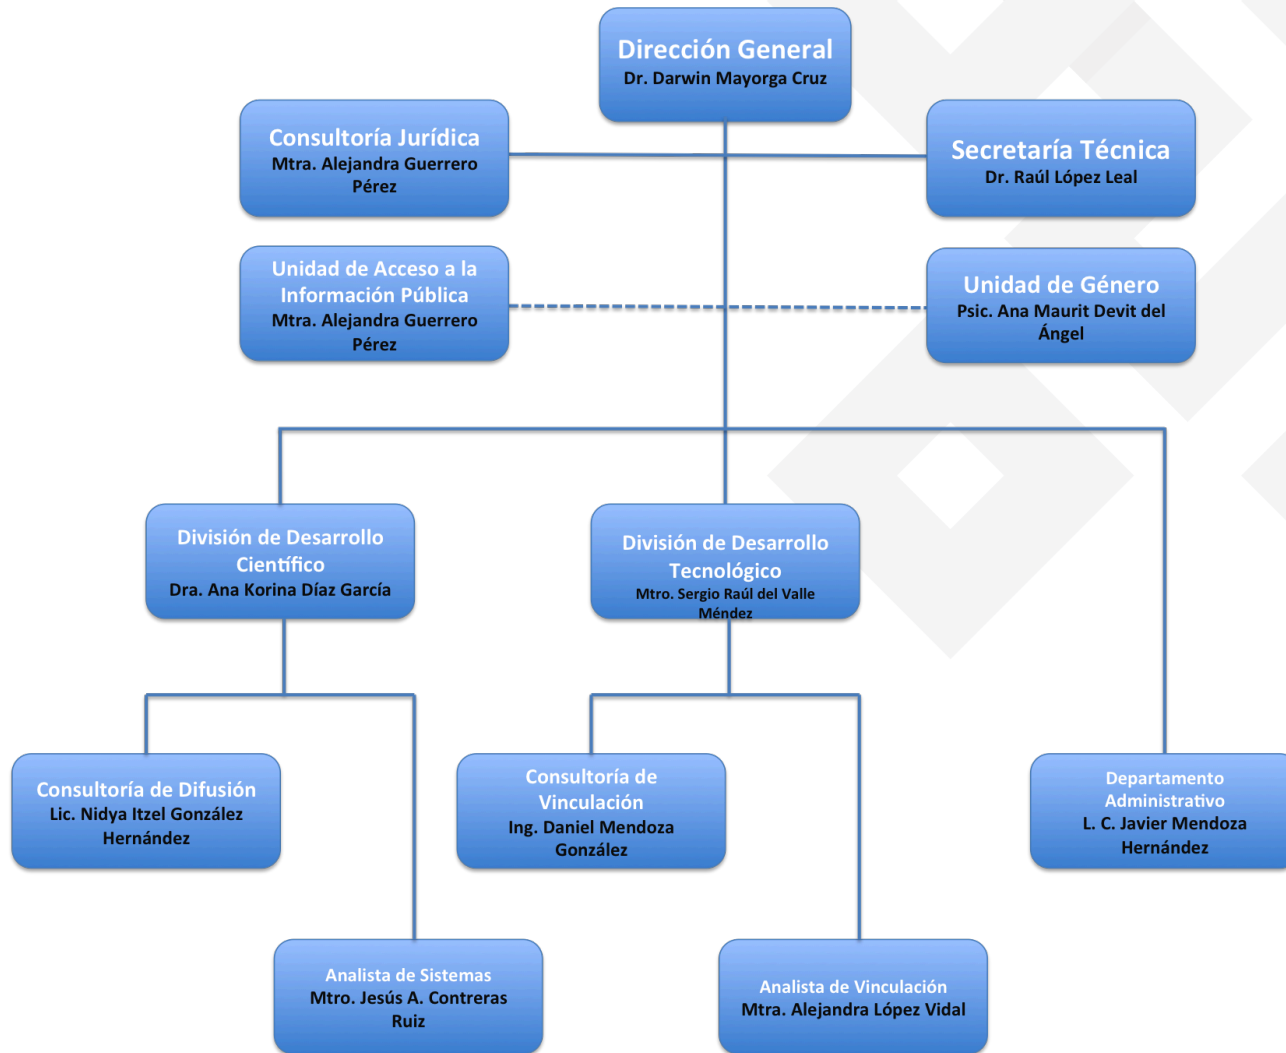 Dirección General
Dr. Darwin Mayorga Cruz
Consultoría Jurídica
Mtra. Alejandra Guerrero
Pérez
Secretaría Técnica
Dr. Raúl López Leal
Unidad de Acceso a la
Información Pública
Mtra. Alejandra Guerrero
Pérez
Unidad de Género
Psic. Ana Maurit Devit del
Ángel
División de Desarrollo
Científico
Dra. Ana Korina Díaz García
División de Desarrollo
Tecnológico
Mtro. Sergio Raúl del Valle
Méndez
Consultoría de Difusión
Lic. Nidya Itzel González
Hernández
Consultoría de
Vinculación
Ing. Daniel Mendoza
González
Departamento
Administrativo
L. C. Javier Mendoza
Hernández
Analista de Sistemas
Mtro. Jesús A. Contreras
Ruiz
Analista de Vinculación
Mtra. Alejandra López Vidal